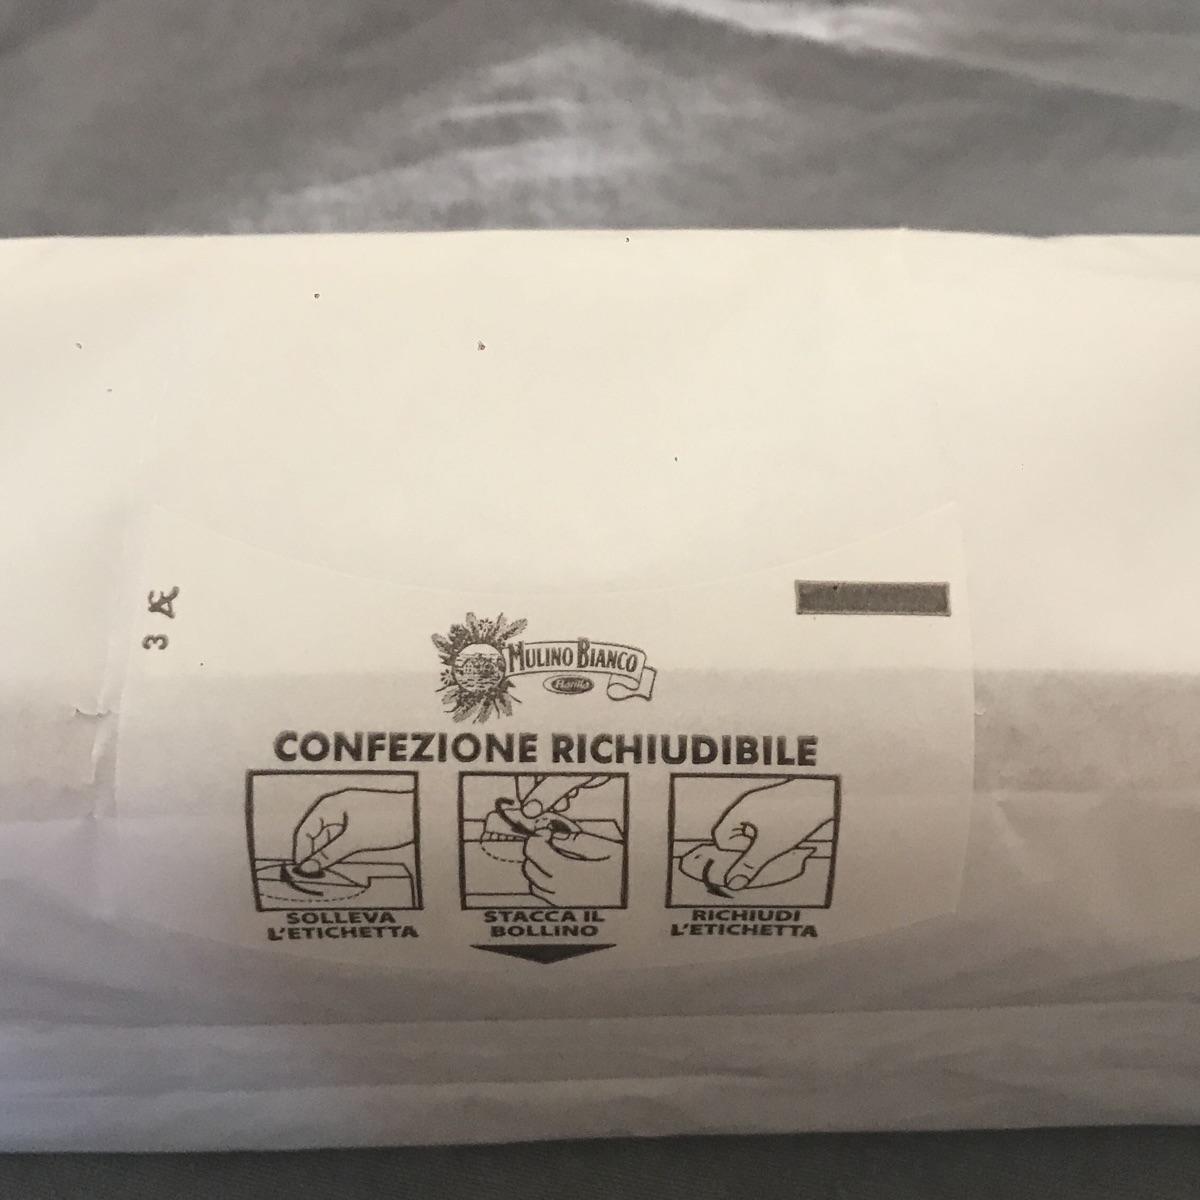 3 Æ
MULINO BIANCO
Barilla
CONFEZIONE RICHIUDIBILE
SOLLEVA
L'ETICHETTA
STACCA IL
BOLLINO
RICHIUDI
L'ETICHETTA